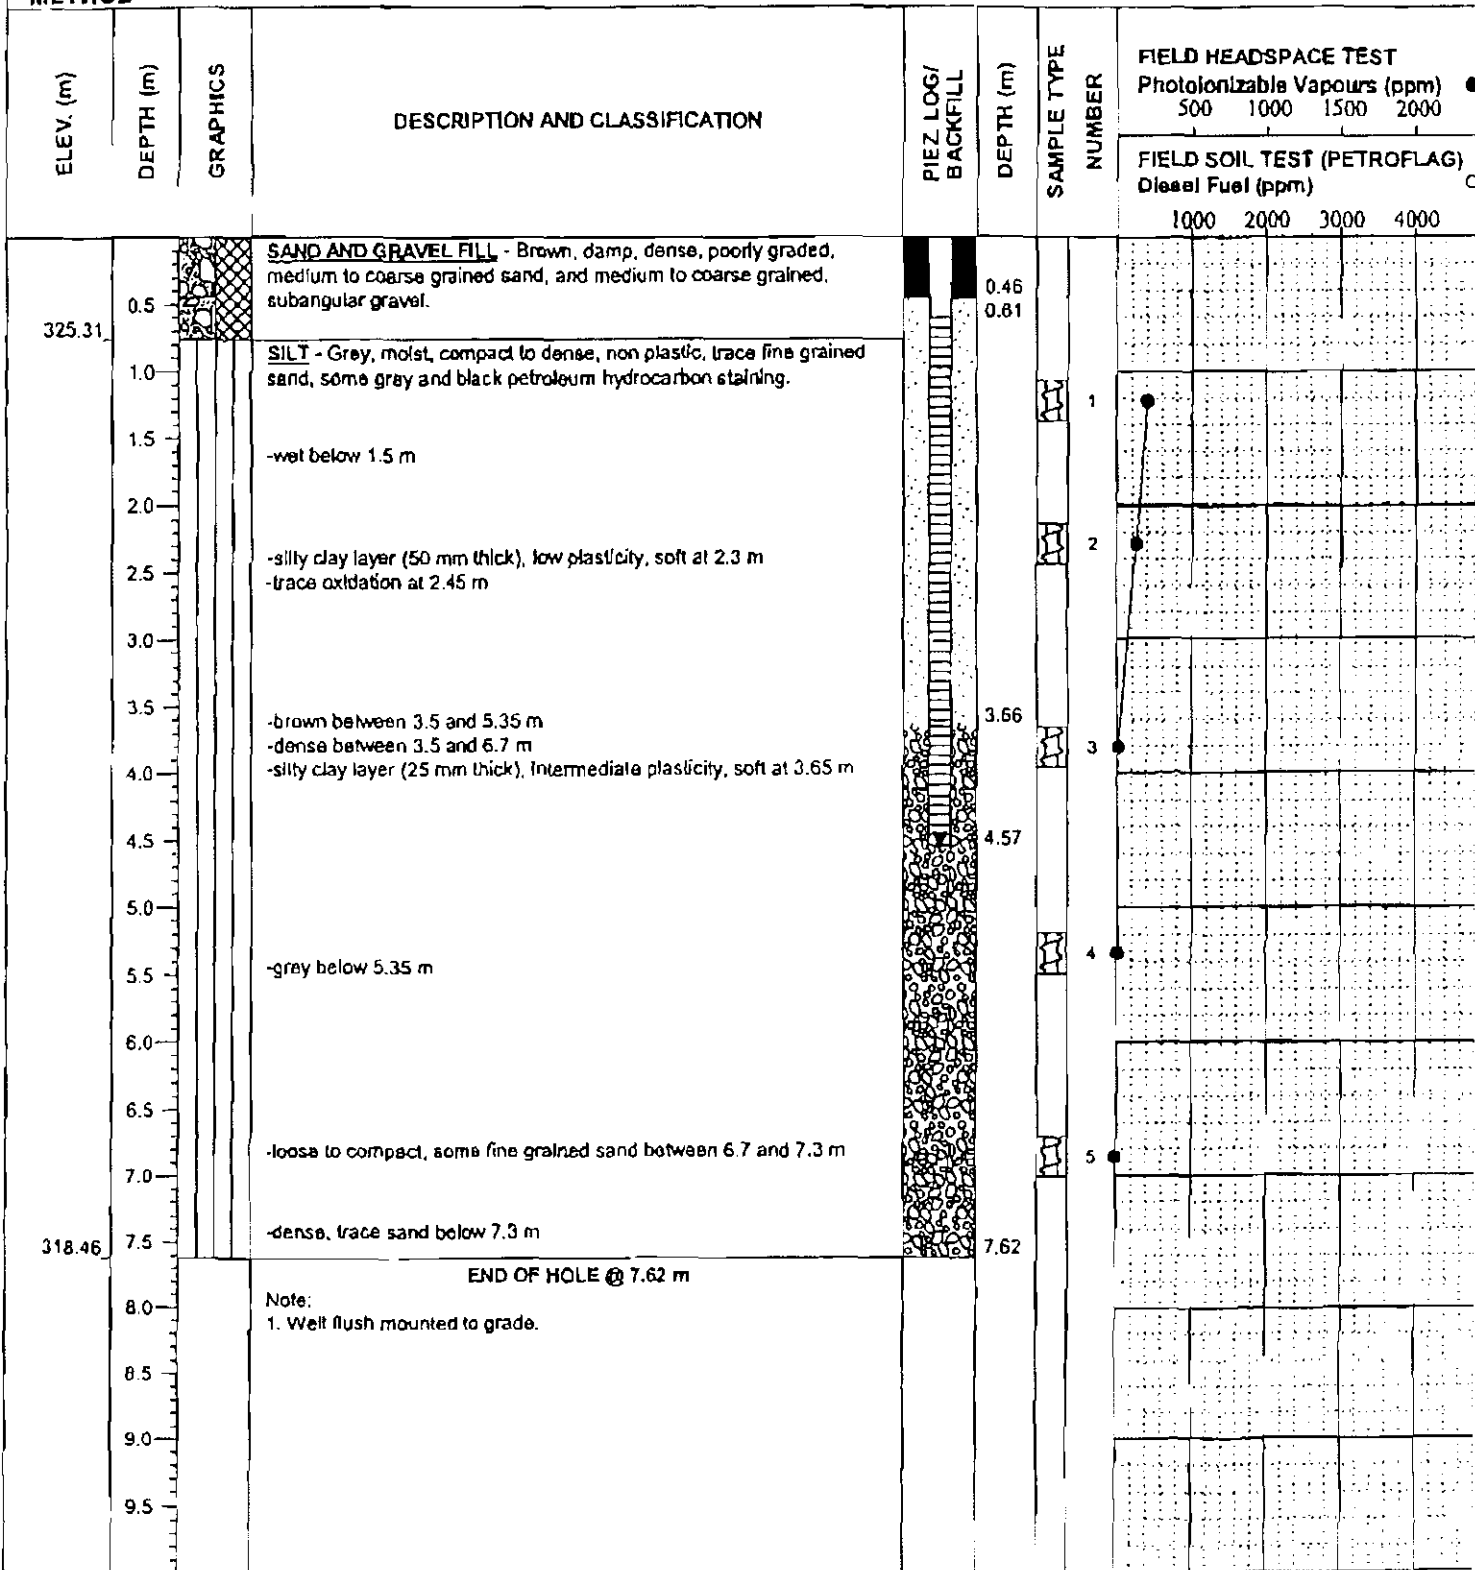 ELEV. (m)
DEPTH (m)
GRAPHICS
DESCRIPTION AND CLASSIFICATION
PIEZ LOG/
BACKFILL
DEPTH (m)
SAMPLE TYPE
NUMBER
FIELD HEADSPACE TEST
Photoionizable Vapours (ppm)
500 1000 1500 2000
FIELD SOIL TEST (PETROFLAG)
Diesel Fuel (ppm)
1000 2000 3000 4000
SAND AND GRAVEL FILL - Brown, damp, dense, poorly graded,
medium to coarse grained sand, and medium to coarse grained,
subangular gravel.
0.46
0.5
0.61
325.31
SILT - Grey, moist, compact to dense, non plastic, trace fine grained
sand, some gray and black petroleum hydrocarbon staining.
1.0
1
1.5
-wet below 1.5 m
2.0
2
-silty clay layer (50 mm thick), low plasticity, soft at 2.3 m
2.5
-trace oxidation at 2.45 m
3.0
3.5
3.66
-brown between 3.5 and 5.35 m
-dense between 3.5 and 6.7 m
3
-silty clay layer (25 mm thick), intermediate plasticity, soft at 3.65 m
4.0
4.5
4.57
5.0
4
-grey below 5.35 m
5.5
6.0
6.5
-loose to compact, some fine grained sand between 6.7 and 7.3 m
5
7.0
-dense, trace sand below 7.3 m
7.5
318.46
7.62
END OF HOLE @ 7.62 m
Note:
1. Well flush mounted to grade.
8.0
8.5
9.0
9.5